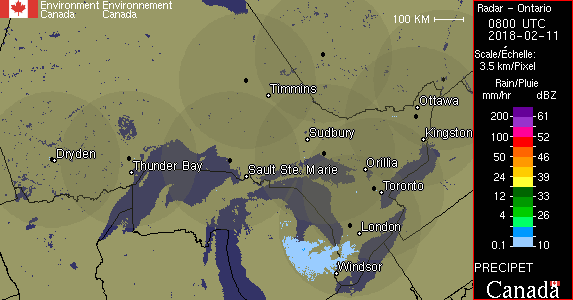 Environment Environnement
Canada Canada
100 KM
Timmins
Ottawa
Sudbury
Kingston
Dryden
Thunder Bay
Sault Ste. Marie
Orillia
Toronto
London
Windsor
Radar - Ontario
0800 UTC
2018-02-11
Scale/Échelle:
3.5 km/Pixel
Rain/Pluie
mm/hr dBZ
200 61
100 52
50 46
24 39
12 33
4 26
0.1 10
PRECIPET
Canada